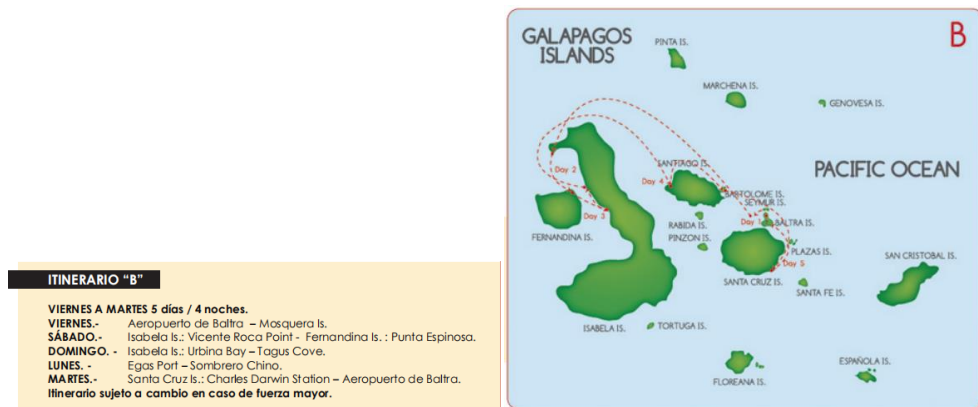 GALAPAGOS
ISLANDS
B
PINTA IS.
MARCHENA IS.
GENOVESA IS.
Day 2
SANTIAGO IS.
Day 4
PACIFIC OCEAN
BARTOLOME IS.
SEYMUR IS.
Day 3
RABIDA IS.
Day 1
BALTRA IS.
FERNANDINA IS.
PINZON IS.
PLAZAS IS.
SAN CRISTOBAL IS.
Day 5
SANTA CRUZ IS.
SANTA FE IS.
ISABELA IS.
TORTUGA IS.
ESPAÑOLA IS.
FLOREANA IS.
ITINERARIO “B”
VIERNES A MARTES 5 días / 4 noches.
VIERNES.- Aeropuerto de Baltra – Mosquera Is.
SÁBADO.- Isabela Is.: Vicente Roca Point - Fernandina Is. : Punta Espinosa.
DOMINGO. - Isabela Is.: Urbina Bay – Tagus Cove.
LUNES. - Egas Port – Sombrero Chino.
MARTES.- Santa Cruz Is.: Charles Darwin Station – Aeropuerto de Baltra.
Itinerario sujeto a cambio en caso de fuerza mayor.